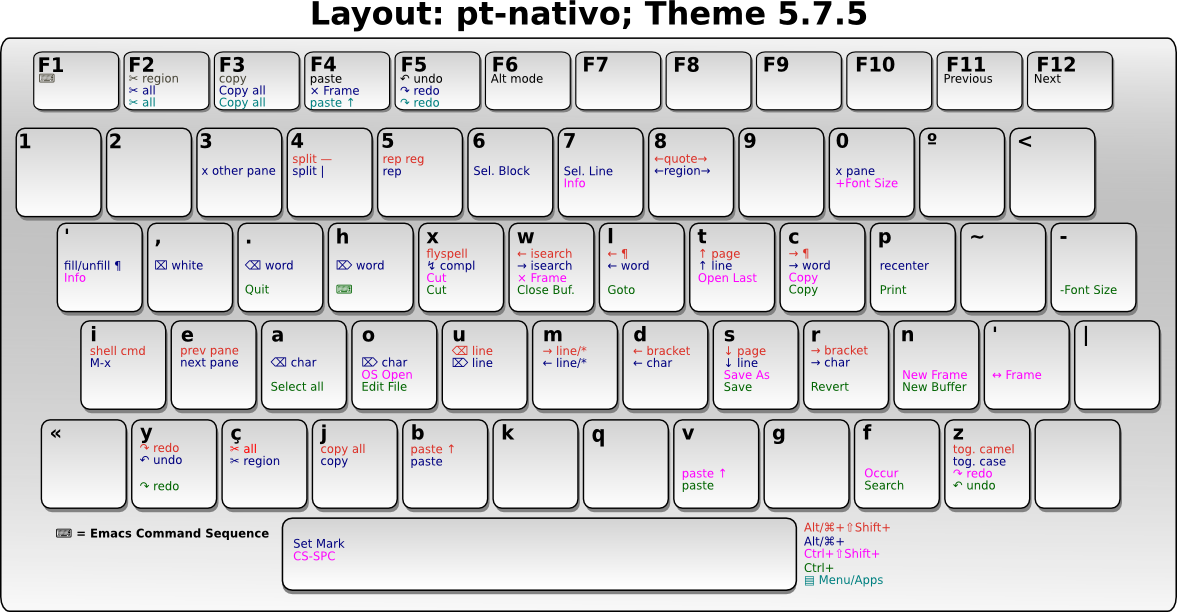 Layout: pt-nativo; Theme 5.7.5
F1
⌨
F2
✂ region
✂ all
✂ all
F3
copy
Copy all
Copy all
F4
paste
× Frame
paste ↑
F5
↶ undo
↷ redo
↷ redo
F6
Alt mode
F7
F8
F9
F10
F11
Previous
F12
Next
1
2
3
x other pane
4
split —
split |
5
rep reg
rep
6
Sel. Block
7
Sel. Line
Info
8
←quote→
←region→
9
0
x pane
+Font Size
º
<
'
fill/unfill ¶
Info
,
⌧ white
.
⌫ word
Quit
h
⌦ word
⌨
x
flyspell
↯ compl
Cut
Cut
w
← isearch
→ isearch
× Frame
Close Buf.
l
← ¶
← word
Goto
t
↑ page
↑ line
Open Last
c
→ ¶
→ word
Copy
Copy
p
recenter
Print
~
-
-Font Size
i
shell cmd
M-x
e
prev pane
next pane
a
⌫ char
Select all
o
⌦ char
OS Open
Edit File
u
⌫ line
⌦ line
m
→ line/*
← line/*
d
← bracket
← char
s
↓ page
↓ line
Save As
Save
r
→ bracket
→ char
Revert
n
New Frame
New Buffer
'
↔ Frame
|
«
y
↷ redo
↶ undo
↷ redo
ç
✂ all
✂ region
j
copy all
copy
b
paste ↑
paste
k
q
v
paste ↑
paste
g
f
Occur
Search
z
tog. camel
tog. case
↷ redo
↶ undo
⌨ = Emacs Command Sequence
Set Mark
CS-SPC
Alt/⌘+⇧Shift+
Alt/⌘+
Ctrl+⇧Shift+
Ctrl+
▤ Menu/Apps